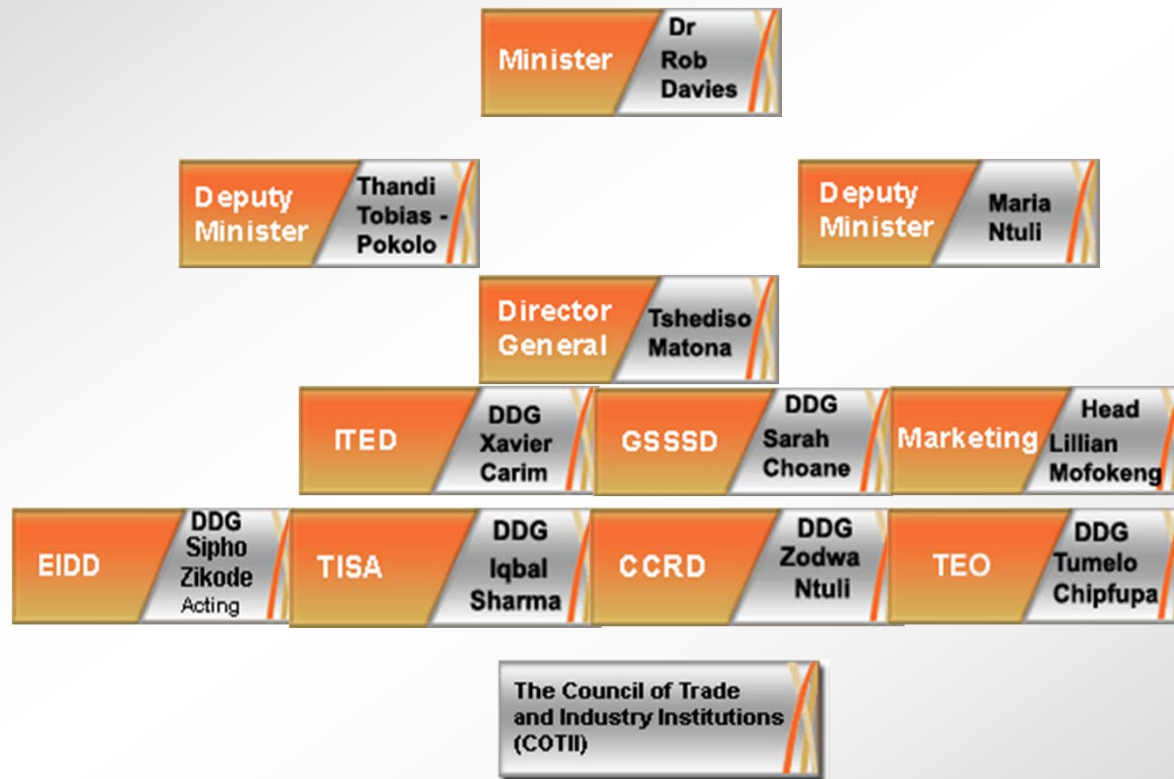 Minister
Dr
Rob
Davies
Deputy
Minister
Thandi
Tobias -
Pokolo
Deputy
Minister
Maria
Ntuli
Director
General
Tshediso
Matona
ITED
DDG
Xavier
Carim
GSSSD
DDG
Sarah
Choane
Marketing
Head
Lillian
Mofokeng
EIDD
DDG
Sipho
Zikode
Acting
TISA
DDG
Iqbal
Sharma
CCRD
DDG
Zodwa
Ntuli
TEO
DDG
Tumelo
Chipfupa
The Council of Trade
and Industry Institutions
(COTII)